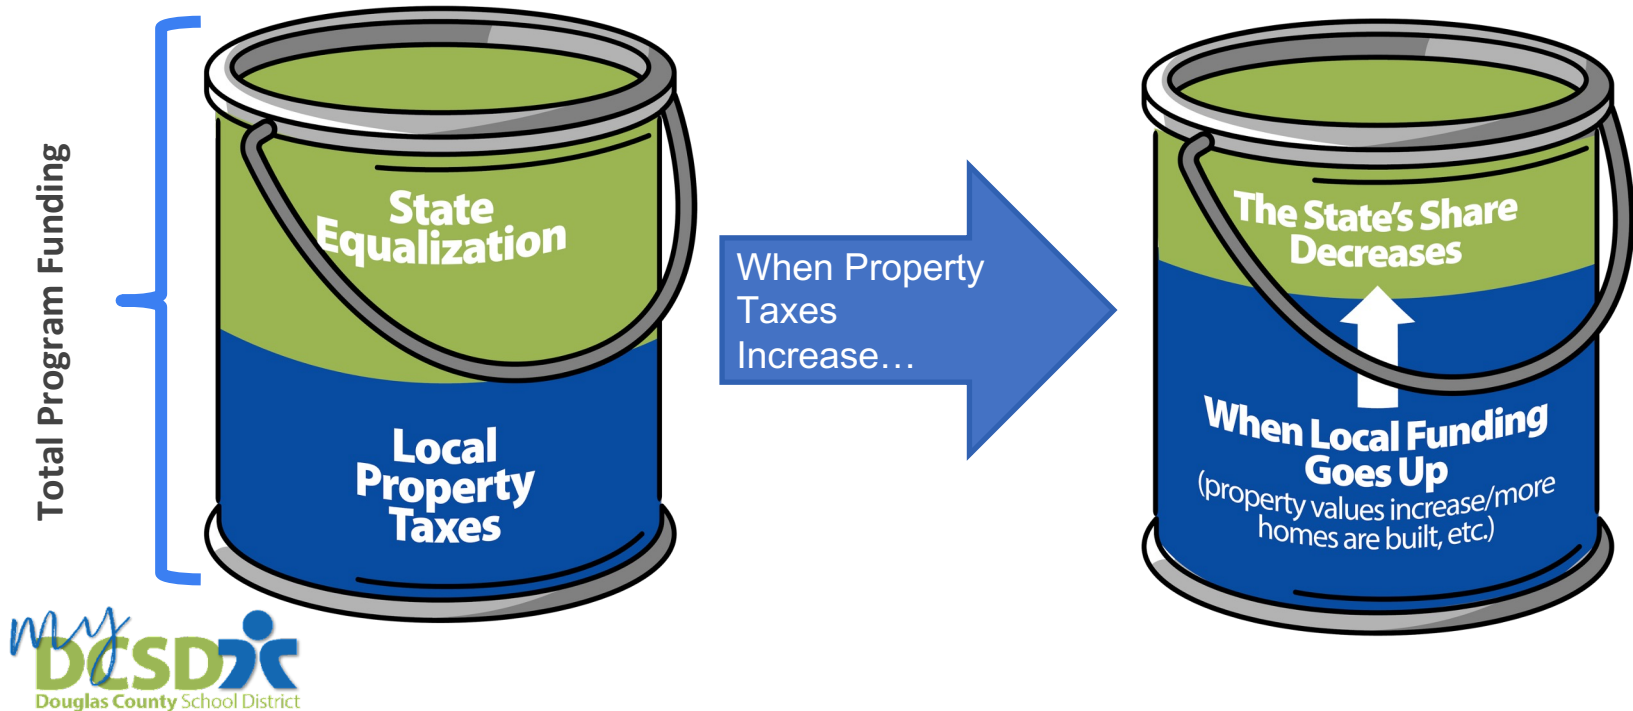 Total Program Funding
State
Equalization
Local
Property
Taxes
When Property
Taxes
Increase…
The State's Share
Decreases
When Local Funding
Goes Up
(property values increase/more
homes are built, etc.)
my
DCSD
Douglas County School District